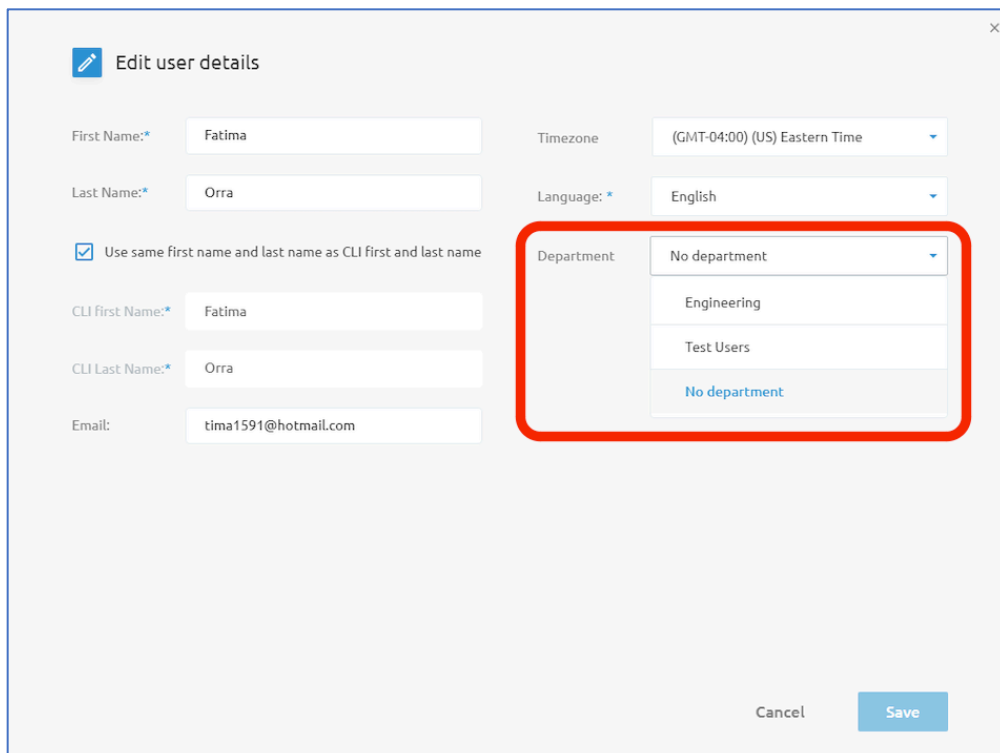 Edit user details
First Name:*
Fatima
Last Name:*
Orra
Use same first name and last name as CLI first and last name
CLI first Name:*
Fatima
CLI Last Name:*
Orra
Email:
tima1591@hotmail.com
Timezone
(GMT-04:00) (US) Eastern Time
Language: *
English
Department
No department
Engineering
Test Users
No department
Cancel
Save